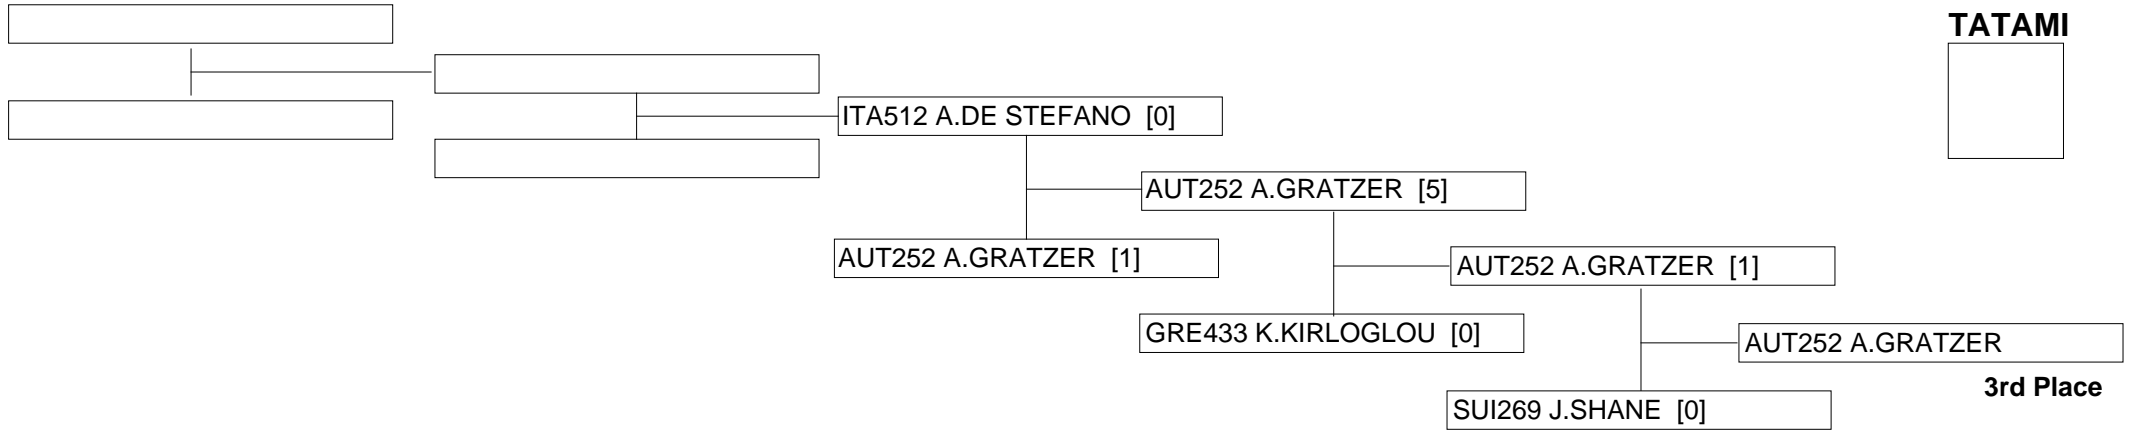 TATAMI
ITA512 A.DE STEFANO [0]
AUT252 A.GRATZER [5]
AUT252 A.GRATZER [1]
AUT252 A.GRATZER [1]
GRE433 K.KIRLOGLOU [0]
AUT252 A.GRATZER
3rd Place
SUI269 J.SHANE [0]